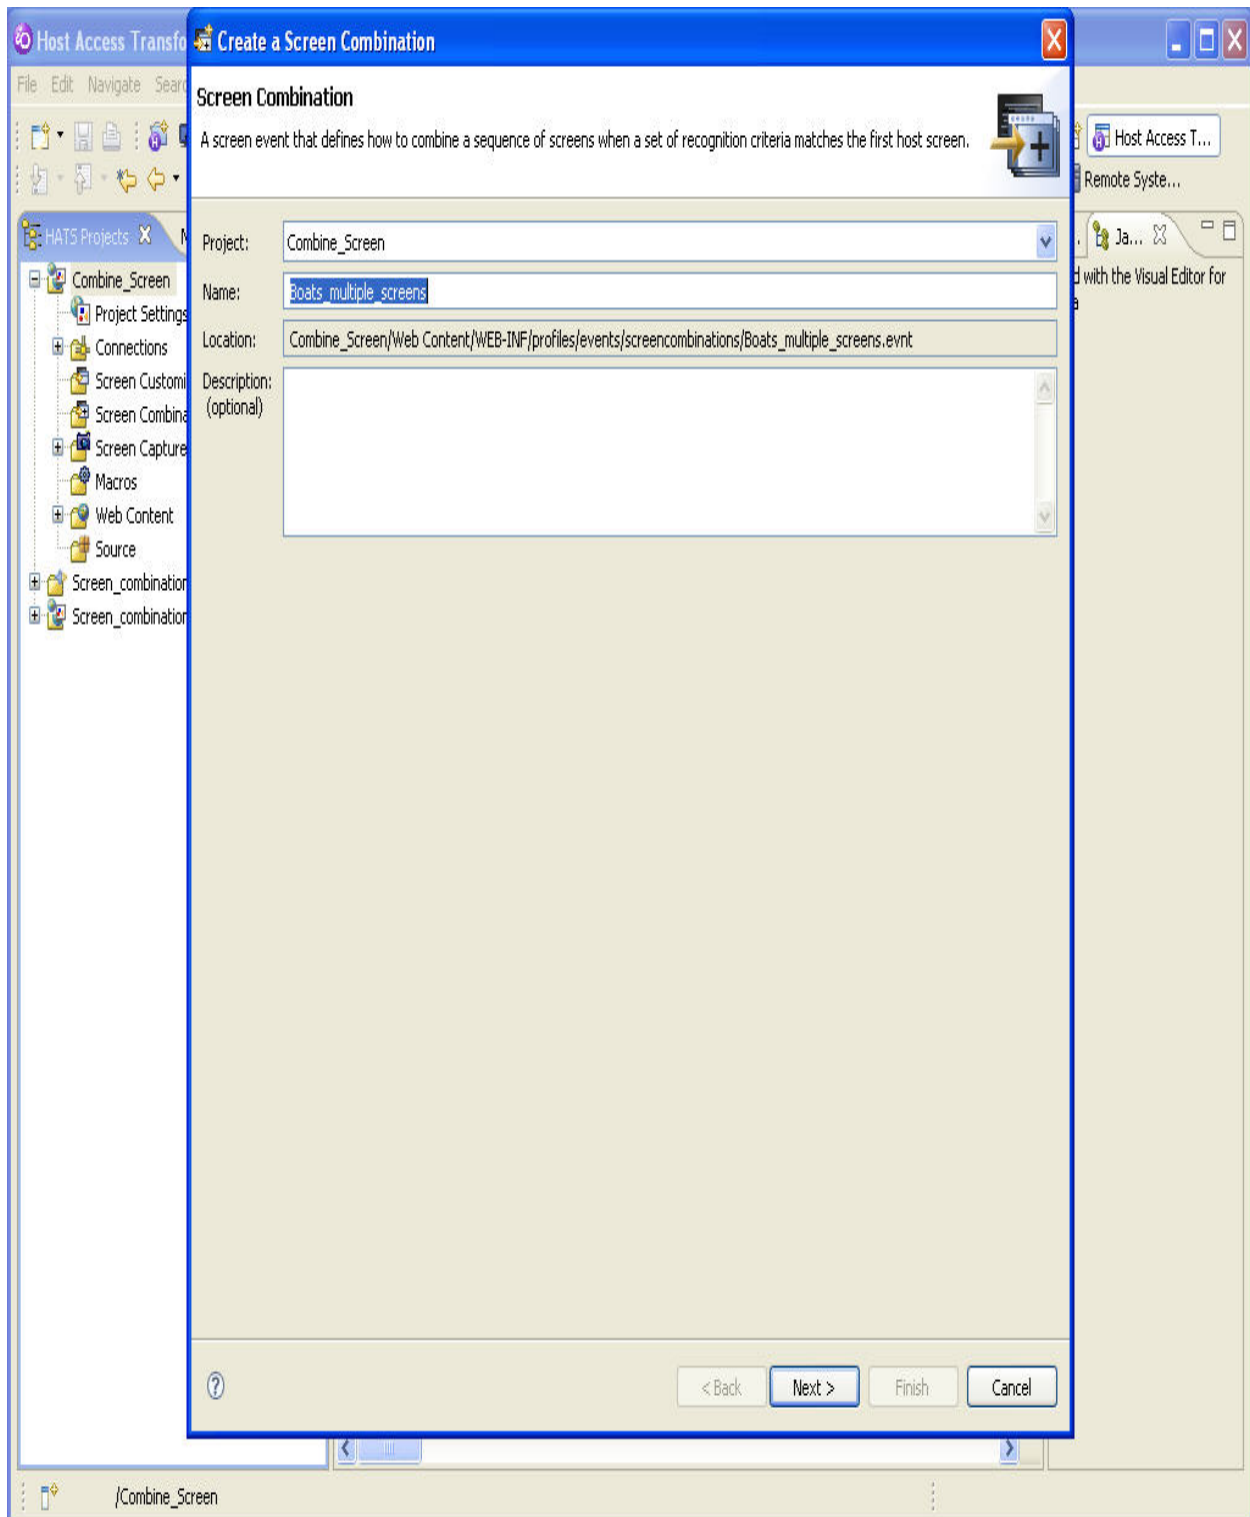 Host Access Transfo
Create a Screen Combination
File Edit Navigate Searc
Screen Combination
A screen event that defines how to combine a sequence of screens when a set of recognition criteria matches the first host screen.
Host Access T...
Remote Syste...
HATS Projects
Ja...
Project:
Combine_Screen
Name:
Boats_multiple_screens
Location:
Combine_Screen/Web Content/WEB-INF/profiles/events/screencombinations/Boats_multiple_screens.evnt
Description:
(optional)
Combine_Screen
Project Settings
Connections
Screen Customi
Screen Combina
Screen Capture
Macros
Web Content
Source
Screen_combination
Screen_combination
d with the Visual Editor for
a
< Back
Next >
Finish
Cancel
/Combine_Screen